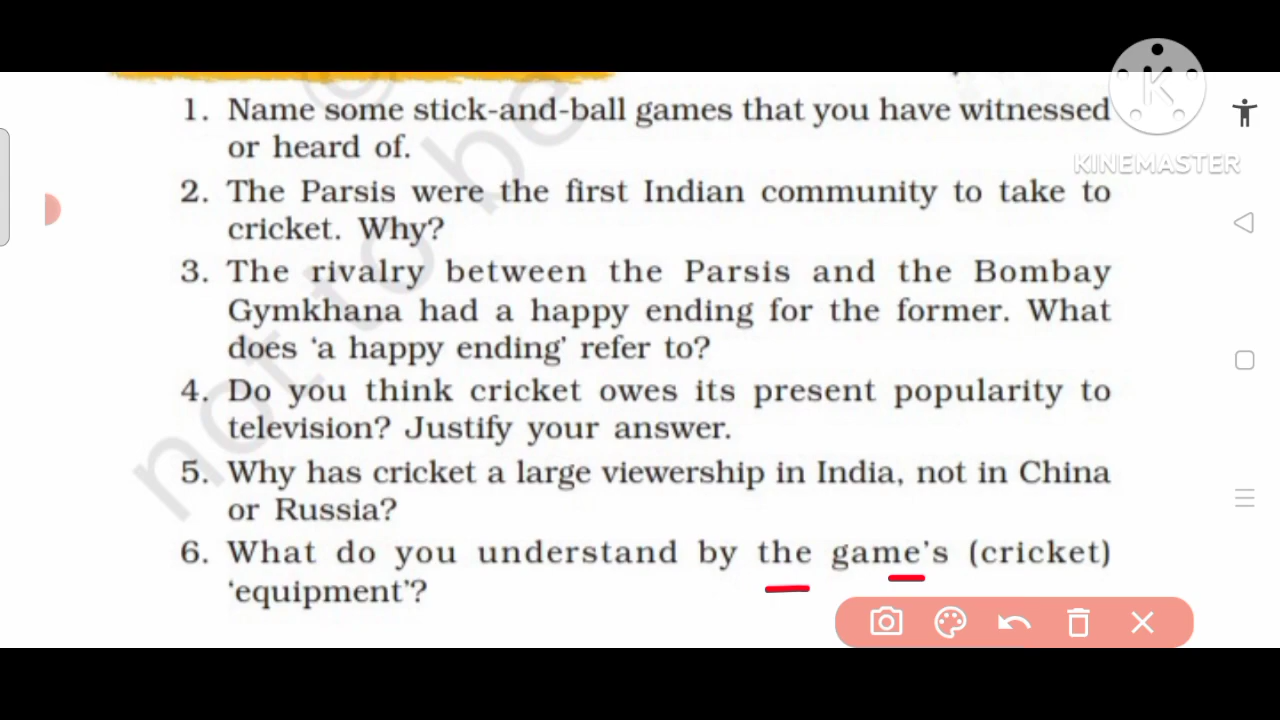 1. Name some stick-and-ball games that you have witnessed
or heard of.
2. The Parsis were the first Indian community to take to
cricket. Why?
3. The rivalry between the Parsis and the Bombay
Gymkhana had a happy ending for the former. What
does ‘a happy ending’ refer to?
4. Do you think cricket owes its present popularity to
television? Justify your answer.
5. Why has cricket a large viewership in India, not in China
or Russia?
6. What do you understand by the game’s (cricket)
‘equipment’?
K
KINEMASTER
not to be